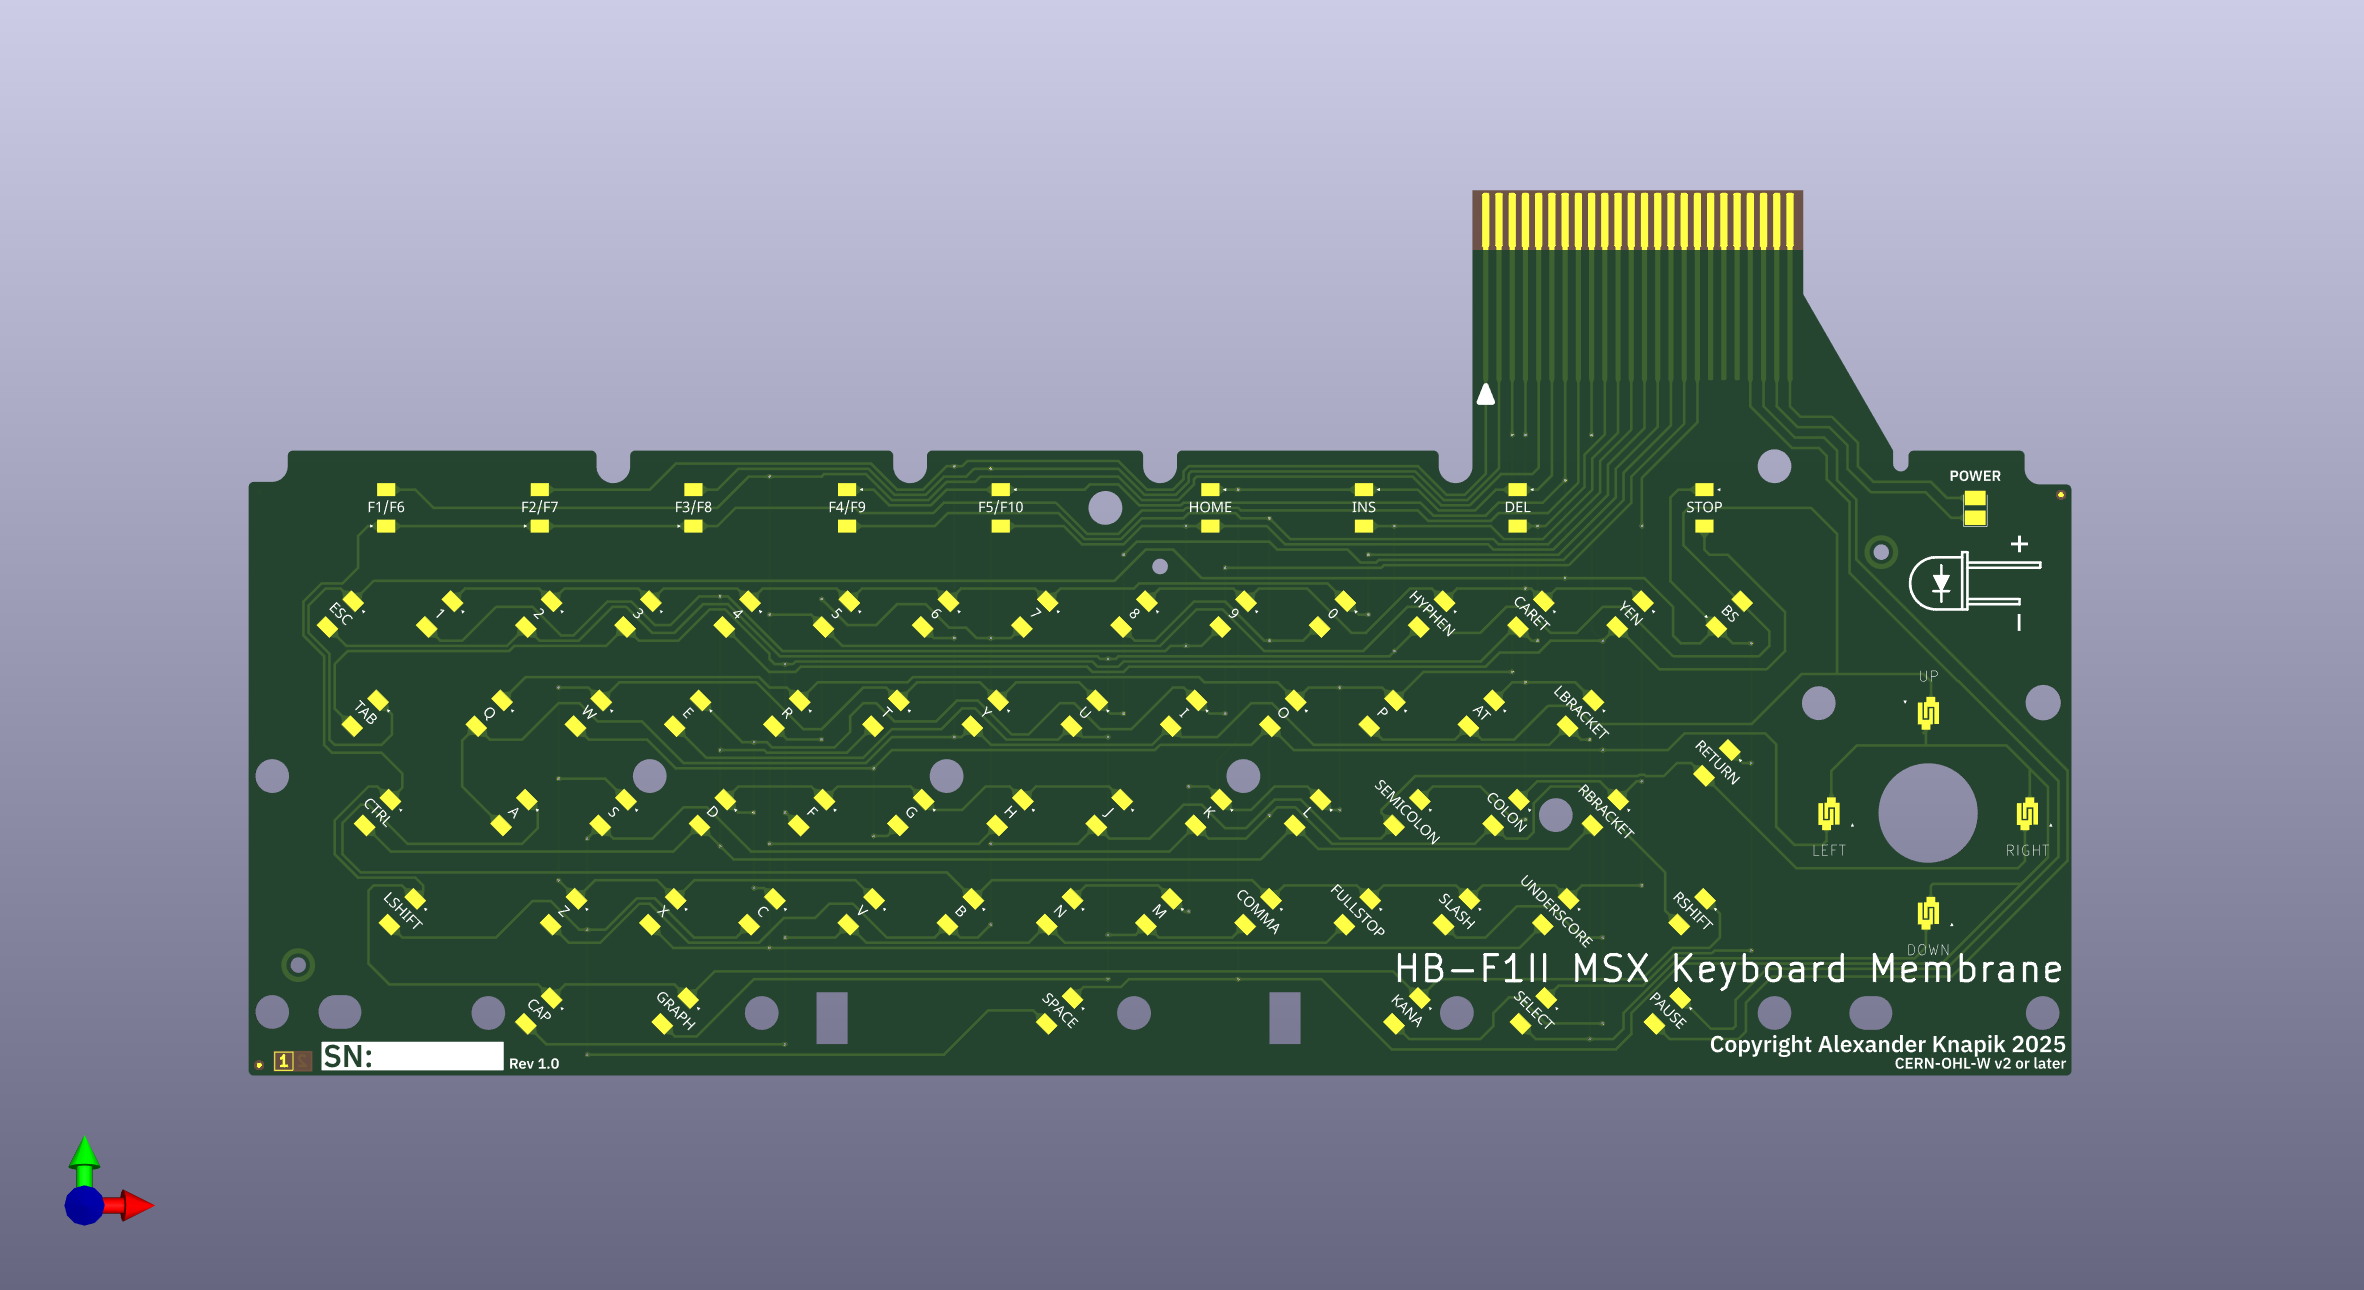 POWER
F1/F6 F2/F7 F3/F8 F4/F9 F5/F10 HOME INS DEL STOP
+
ESC 1 2 3 4 5 6 7 8 9 0 HYPHEN CARET YEN BS
-
UP
TAB Q W E R T Y U I O P AT LBRACKET
RETURN
CTRL A S D F G H J K L SEMICOLON COLON RBRACKET
LEFT RIGHT
LSHIFT Z X C V B N M COMMA FULLSTOP SLASH UNDERSCORE RSHIFT
DOWN
HB-F1II MSX Keyboard Membrane
CAP GRAPH SPACE KANA SELECT PAUSE
Copyright Alexander Knapik 2025
1 2 SN: Rev 1.0 CERN-OHL-W v2 or later